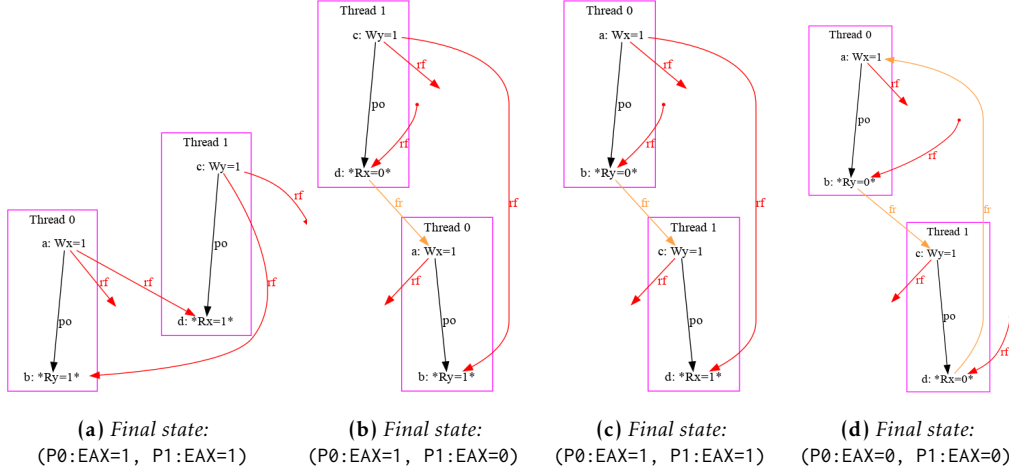 Thread 0
a: Wx=1
rf
rf
po
b: *Ry=1*
Thread 1
c: Wy=1
rf
po
rf
d: *Rx=1*
(a) Final state:
(P0:EAX=1, P1:EAX=1)
Thread 1
c: Wy=1
rf
po
rf
d: *Rx=0*
fr
rf
Thread 0
a: Wx=1
rf
po
b: *Ry=1*
(b) Final state:
(P0:EAX=1, P1:EAX=0)
Thread 0
a: Wx=1
rf
po
rf
b: *Ry=0*
fr
rf
Thread 1
c: Wy=1
rf
po
d: *Rx=1*
(c) Final state:
(P0:EAX=1, P1:EAX=1)
Thread 0
a: Wx=1
rf
po
rf
b: *Ry=0*
fr
fr
Thread 1
c: Wy=1
rf
po
rf
d: *Rx=0*
(d) Final state:
(P0:EAX=0, P1:EAX=0)